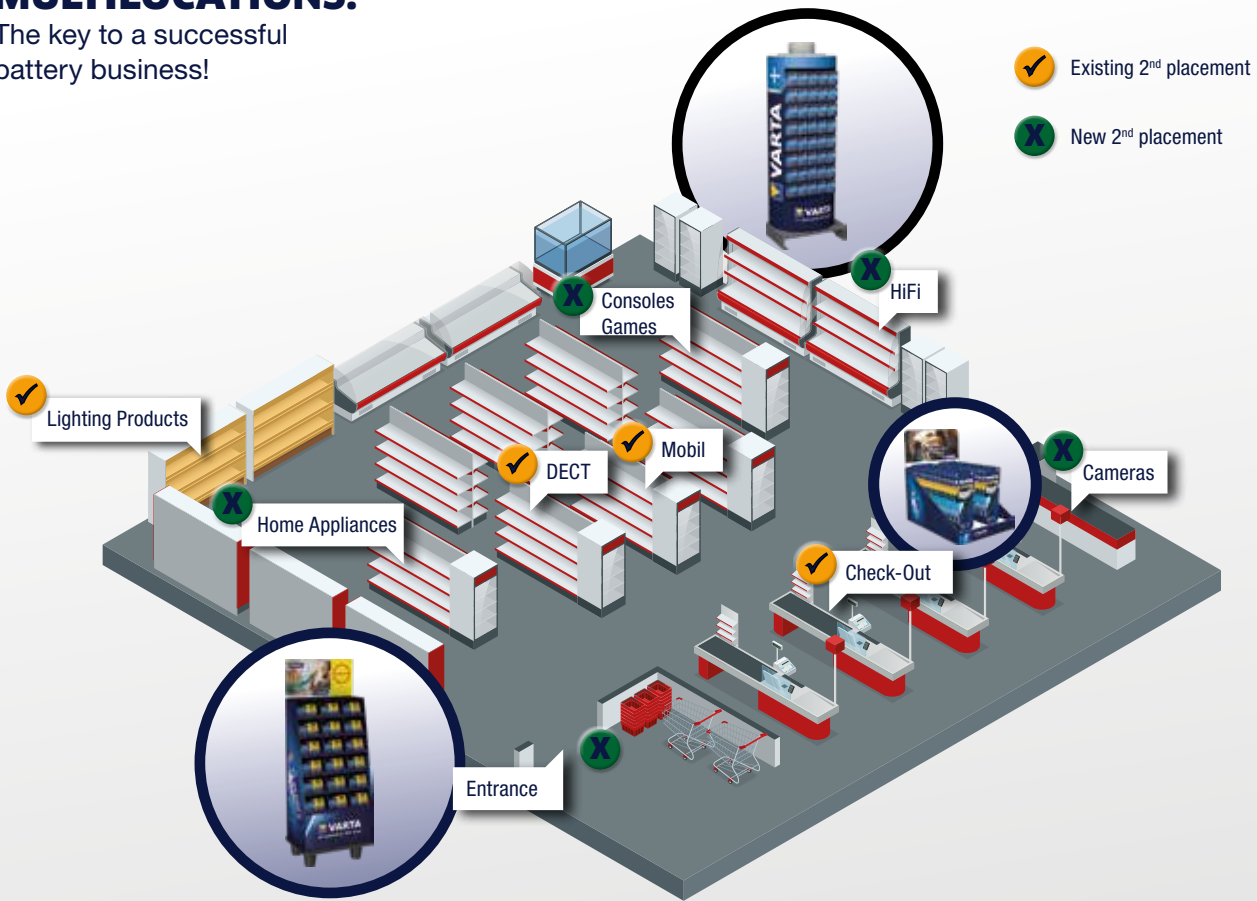 MULTILOCATIONS:
The key to a successful
battery business!
Existing 2nd placement
X New 2nd placement
VARTA +
VARTA
X HiFi
X Consoles
Games
Lighting Products
Mobil
DECT
X Cameras
X Home Appliances
Check-Out
X
Entrance
VARTA